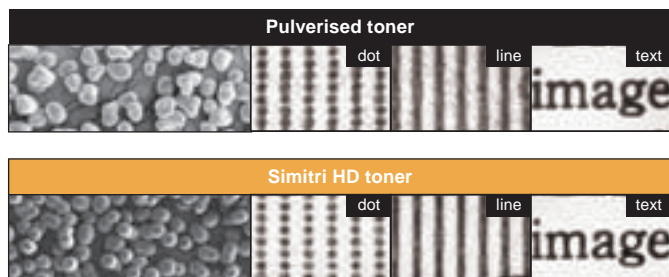 Pulverised toner
dot
line
text
image
Simitri HD toner
dot
line
text
image